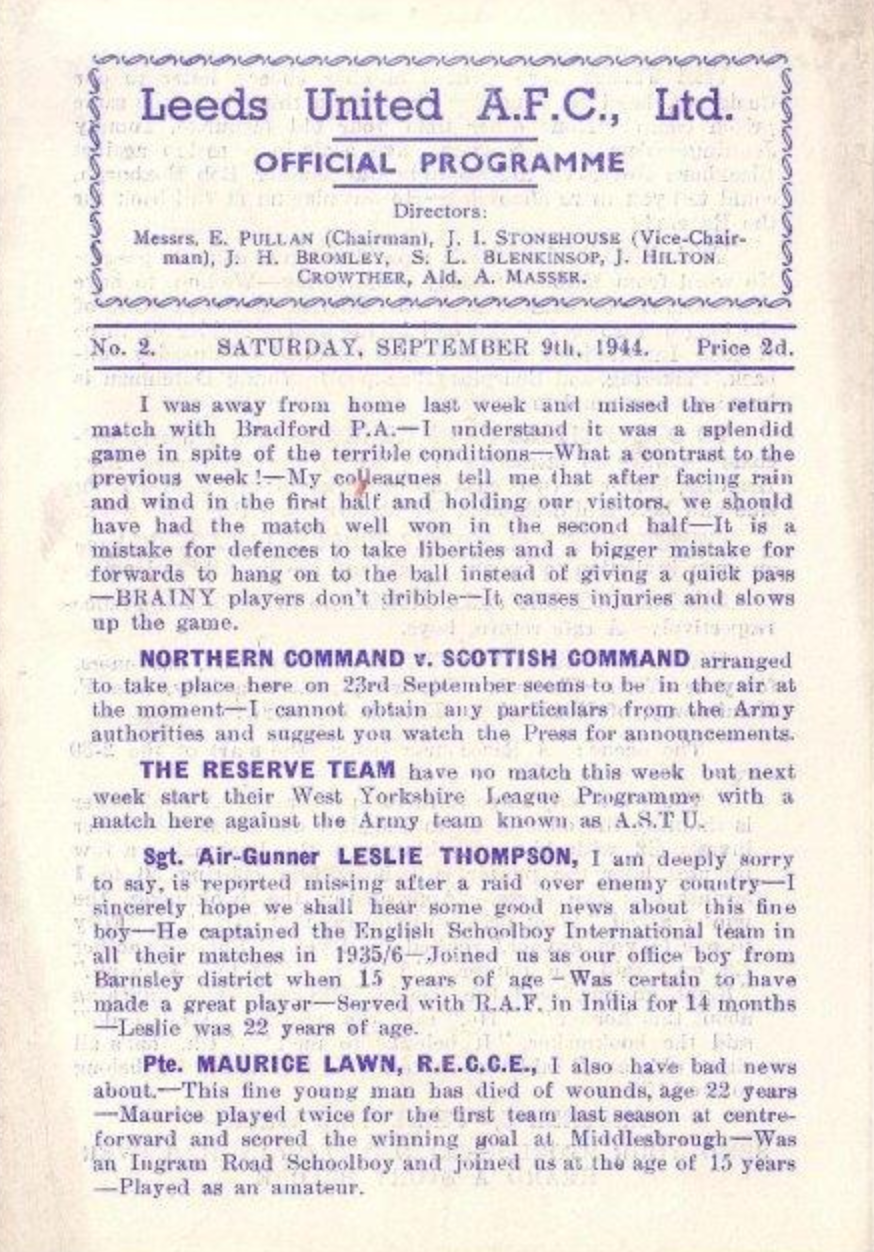 Leeds United A.F.C., Ltd.
OFFICIAL PROGRAMME
Directors:
Messrs. E. PULLAN (Chairman), J. I. STONEHOUSE (Vice-Chair-
man), J. H. BROMLEY, S. L. BLENKINSOP, J. HILTON
CROWTHER, Ald. A. MASSER.
No. 2. SATURDAY, SEPTEMBER 9th, 1944. Price 2d.
I was away from home last week and missed the return
match with Bradford P.A.—I understand it was a splendid
game in spite of the terrible conditions—What a contrast to the
previous week!—My colleagues tell me that after facing rain
and wind in the first half and holding our visitors, we should
have had the match well won in the second half—It is a
mistake for defences to take liberties and a bigger mistake for
forwards to hang on to the ball instead of giving a quick pass
—BRAINY players don't dribble—It causes injuries and slows
up the game.
NORTHERN COMMAND v. SCOTTISH COMMAND arranged
to take place here on 23rd September seems to be in the air at
the moment—I cannot obtain any particulars from the Army
authorities and suggest you watch the Press for announcements.
THE RESERVE TEAM have no match this week but next
week start their West Yorkshire League Programme with a
match here against the Army team known as A.S.T U.
Sgt. Air-Gunner LESLIE THOMPSON, I am deeply sorry
to say, is reported missing after a raid over enemy country—I
sincerely hope we shall hear some good news about this fine
boy—He captained the English Schoolboy International team in
all their matches in 1935/6—Joined us as our office boy from
Barnsley district when 15 years of age—Was certain to have
made a great player—Served with R.A.F. in India for 14 months
—Leslie was 22 years of age.
Pte. MAURICE LAWN, R.E.C.C.E., I also have bad news
about.—This fine young man has died of wounds, age 22 years
—Maurice played twice for the first team last season at centre-
forward and scored the winning goal at Middlesbrough—Was
an Ingram Road Schoolboy and joined us at the age of 15 years
—Played as an amateur.